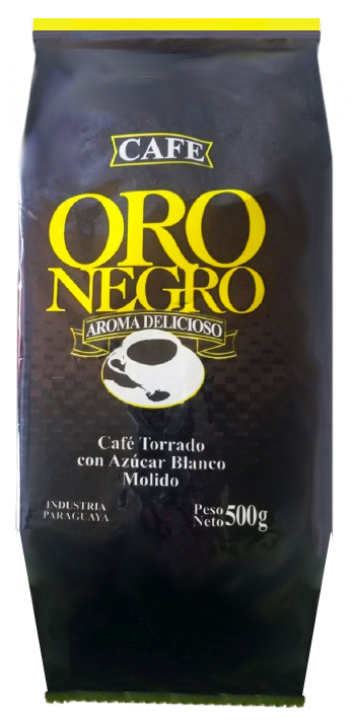 CAFE
ORO
NEGRO
AROMA DELICIOSO
Café Torrado
con Azúcar Blanco
Molido
INDUSTRIA
PARAGUAYA
Peso
Neto 500g